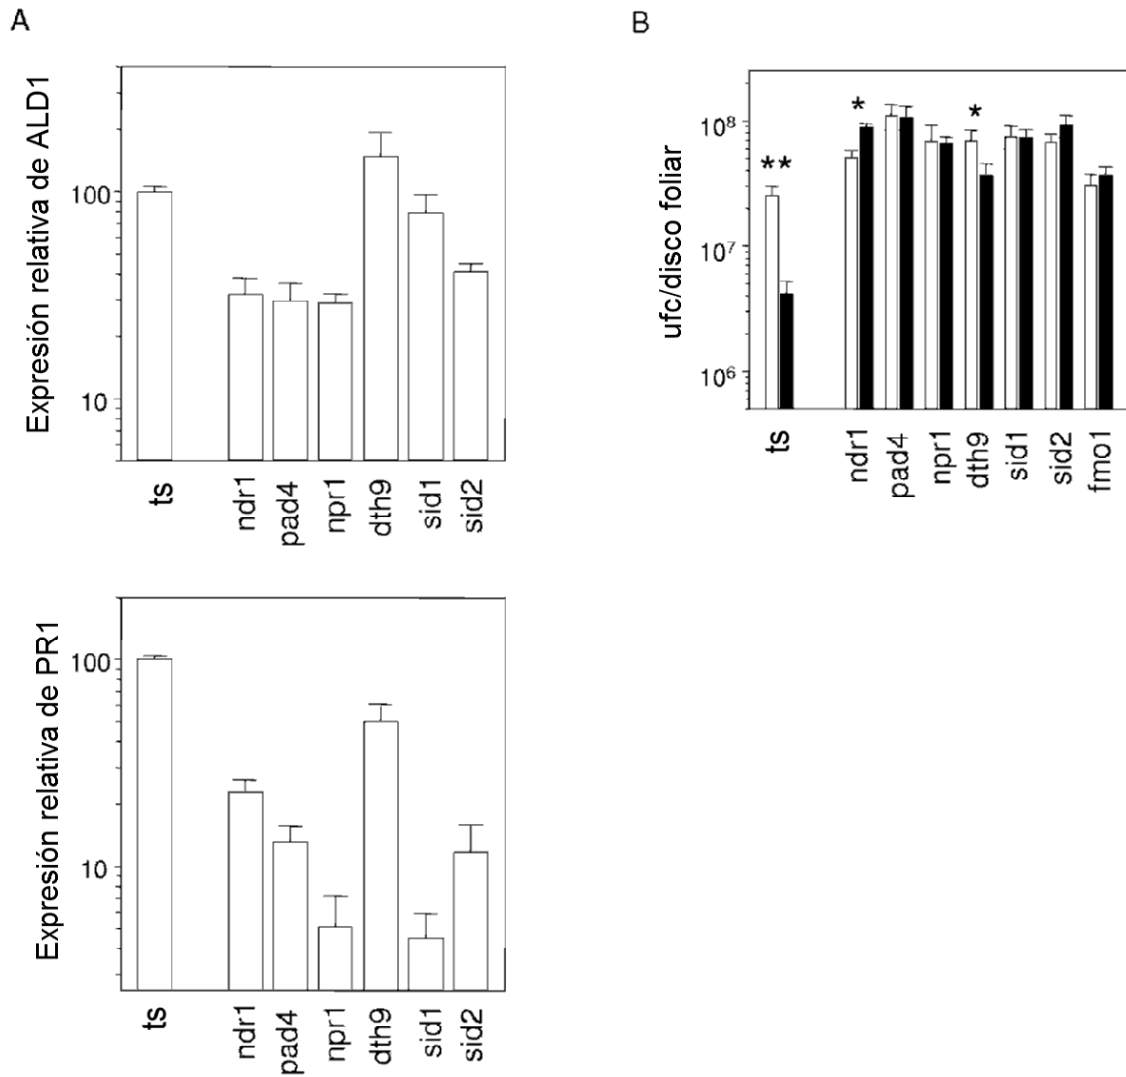 A
Expresión relativa de ALD1
100
10
ts
ndr1
pad4
npr1
dth9
sid1
sid2
Expresión relativa de PR1
100
10
ts
ndr1
pad4
npr1
dth9
sid1
sid2
B
ufc/disco foliar
10⁸
10⁷
10⁶
**
*
*
ts
ndr1
pad4
npr1
dth9
sid1
sid2
fmo1